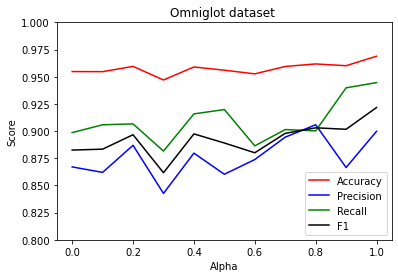 Omniglot dataset
1.000
0.975
0.950
0.925
0.900
0.875
0.850
0.825
0.800
Score
Accuracy
Precision
Recall
F1
0.0 0.2 0.4 0.6 0.8 1.0
Alpha